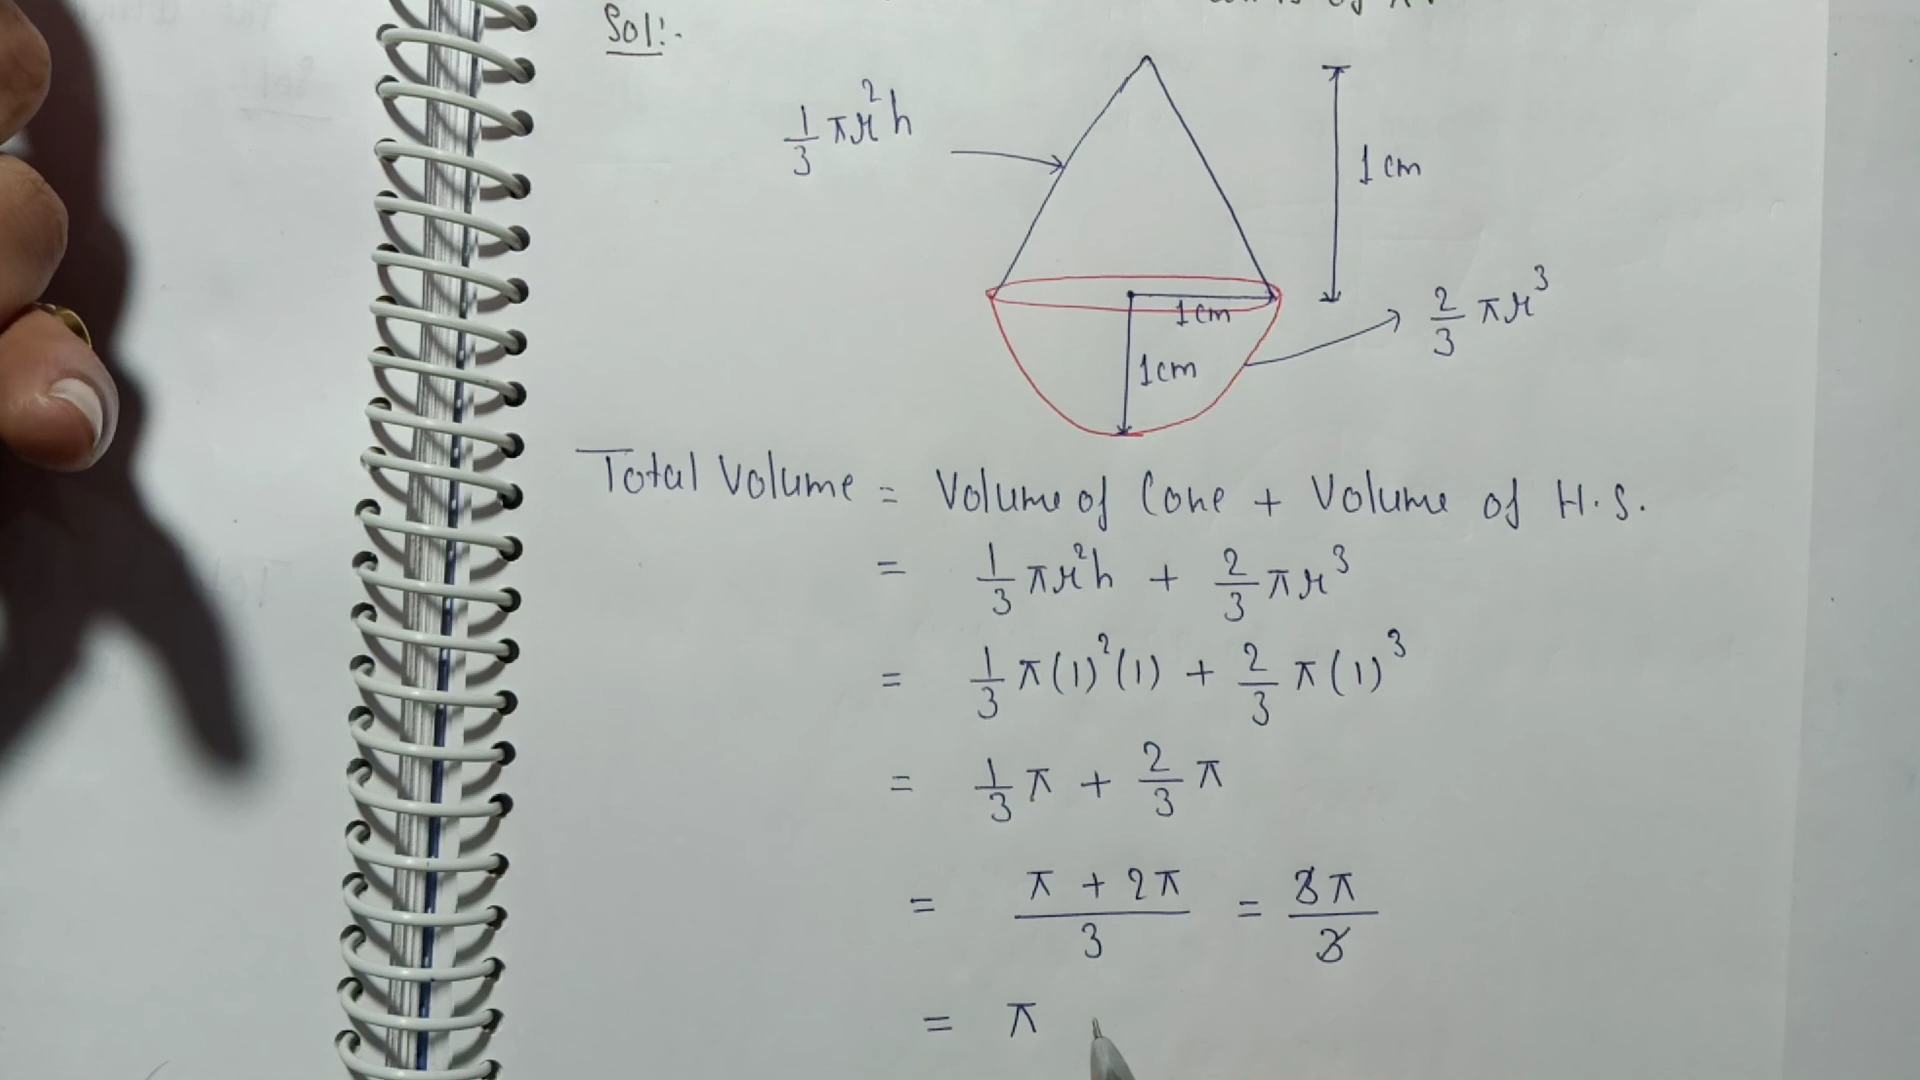 Sol:-
1/3 πr²h
1 cm
1cm
2/3 πr³
1cm
Total Volume = Volume of Cone + Volume of H.S.
= 1/3 πr²h + 2/3 πr³
= 1/3 π(1)²(1) + 2/3 π(1)³
= 1/3 π + 2/3 π
= (π + 2π)/3 = 3π/3
= π